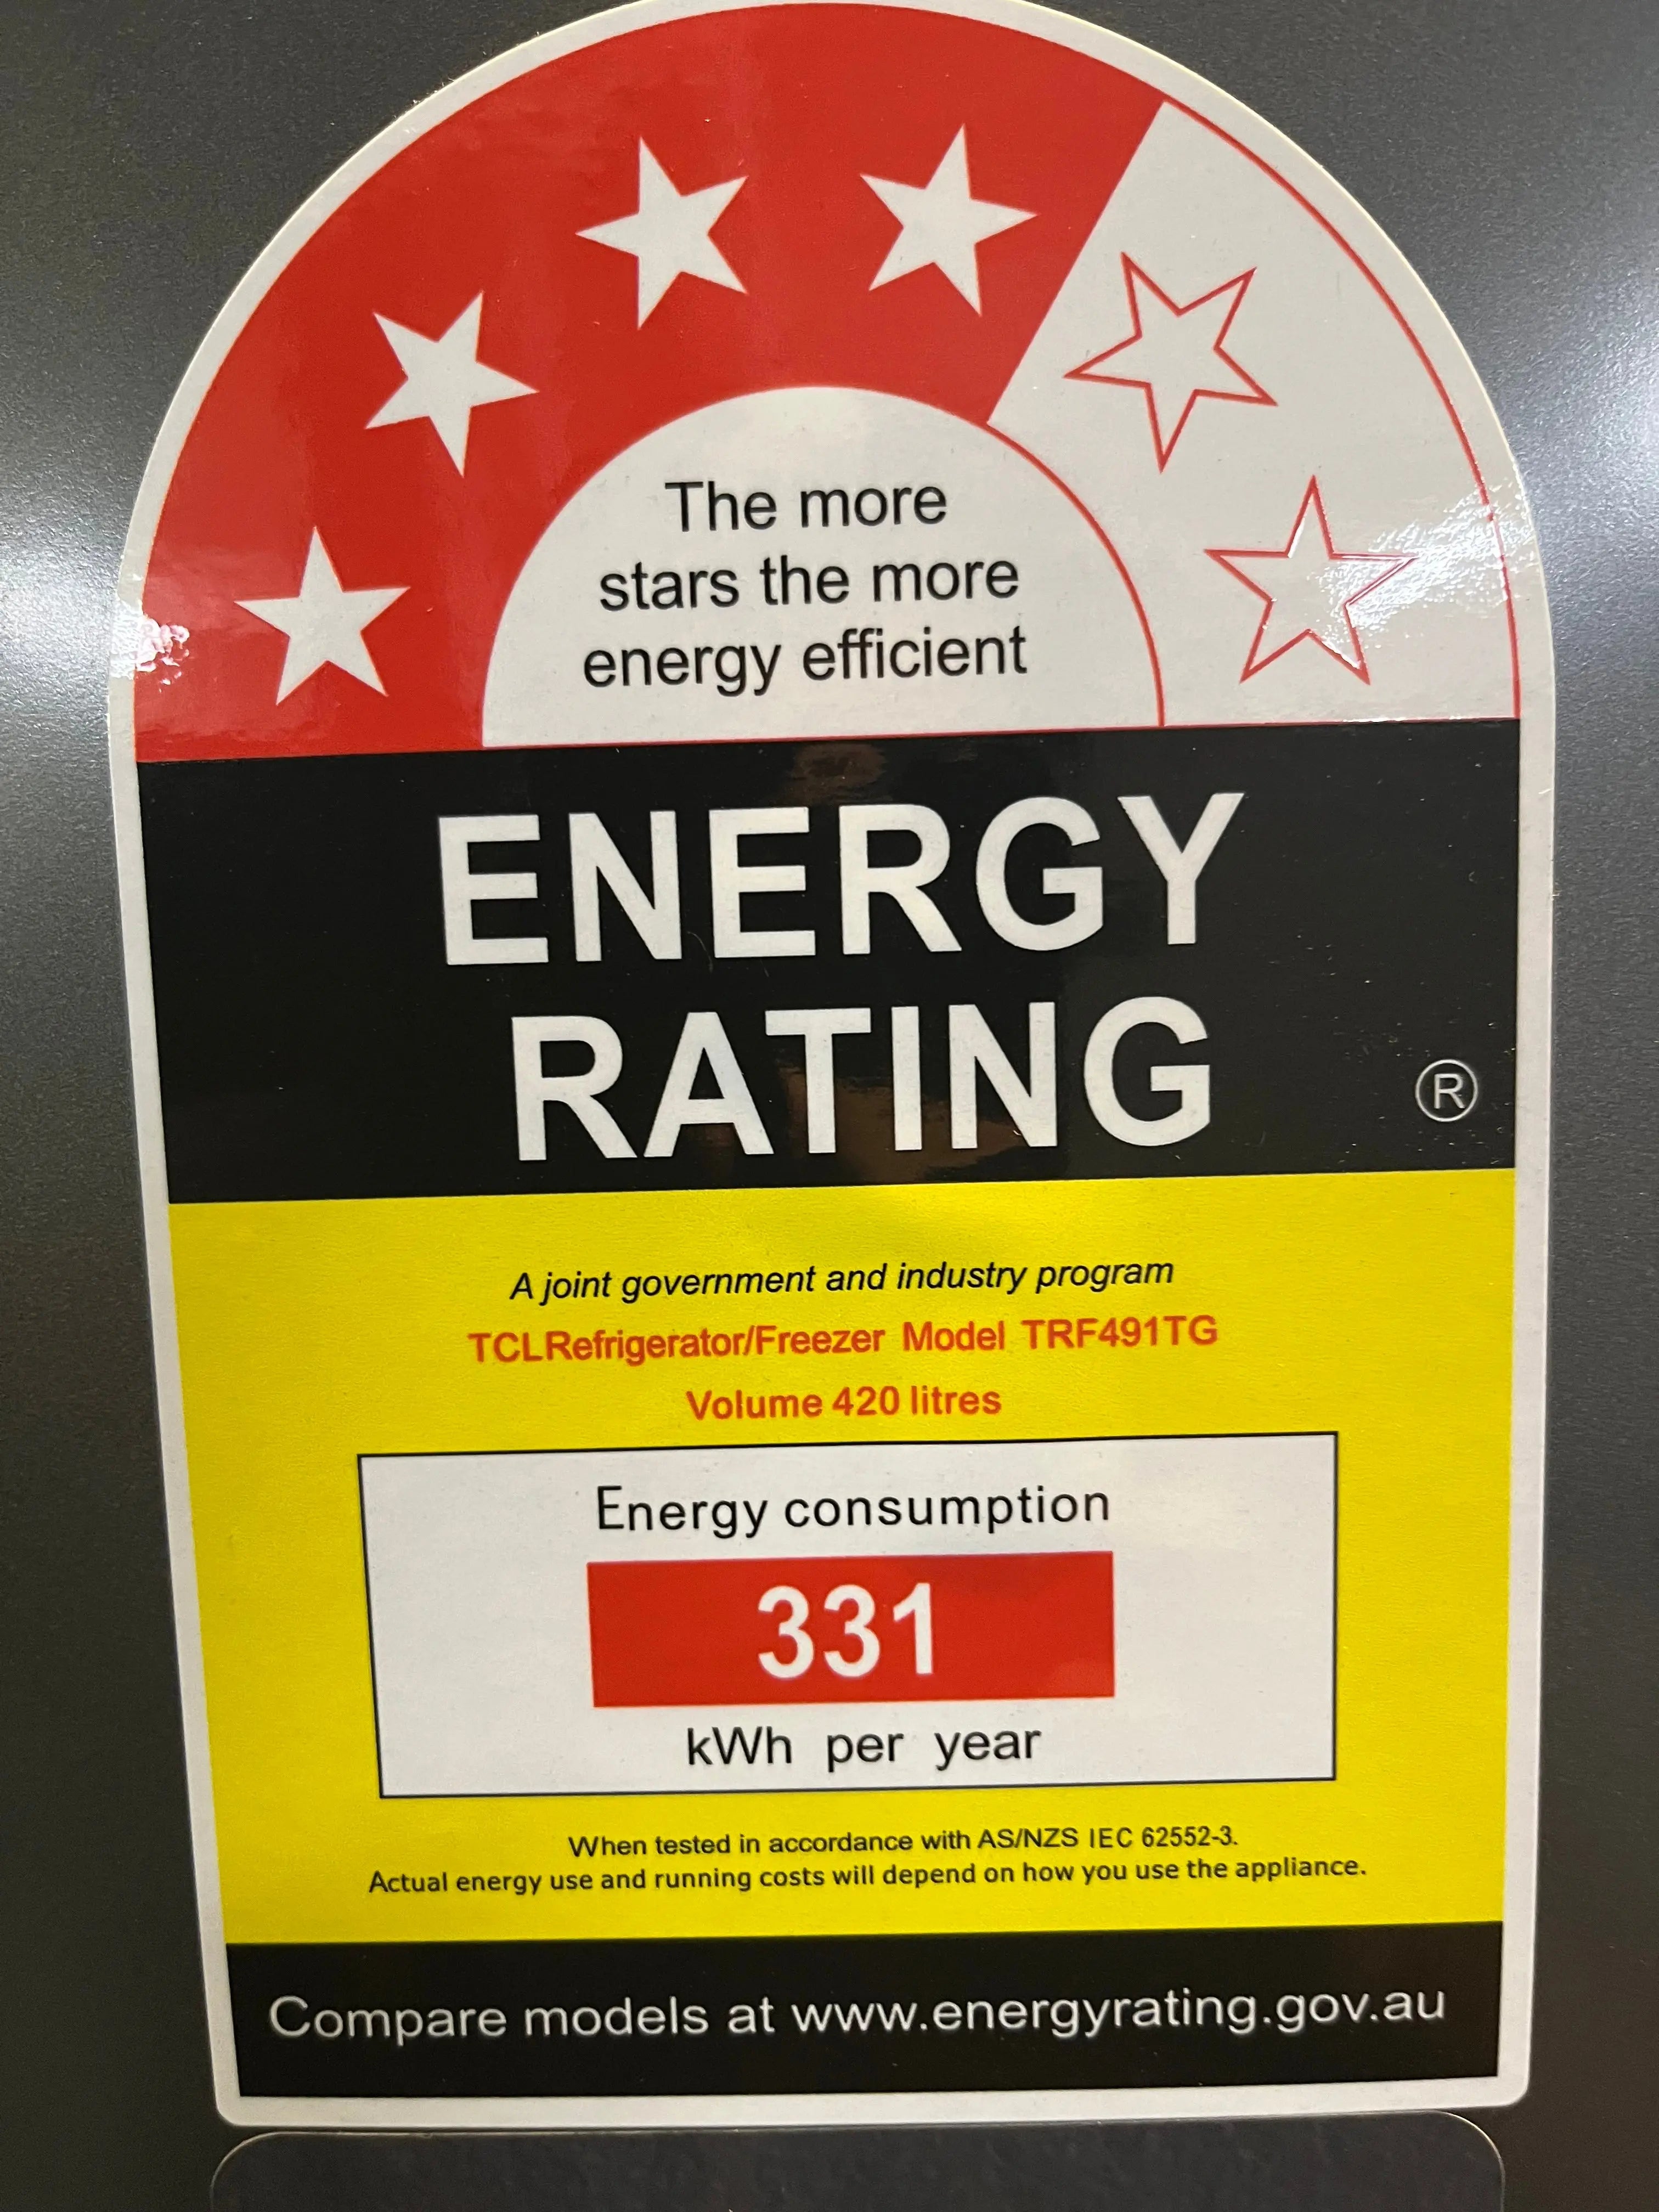 The more
stars the more
energy efficient
ENERGY
RATING
®
A joint government and industry program
TCLRefrigerator/Freezer Model TRF491TG
Volume 420 litres
Energy consumption
331
kWh per year
When tested in accordance with AS/NZS IEC 62552-3.
Actual energy use and running costs will depend on how you use the appliance.
Compare models at www.energyrating.gov.au